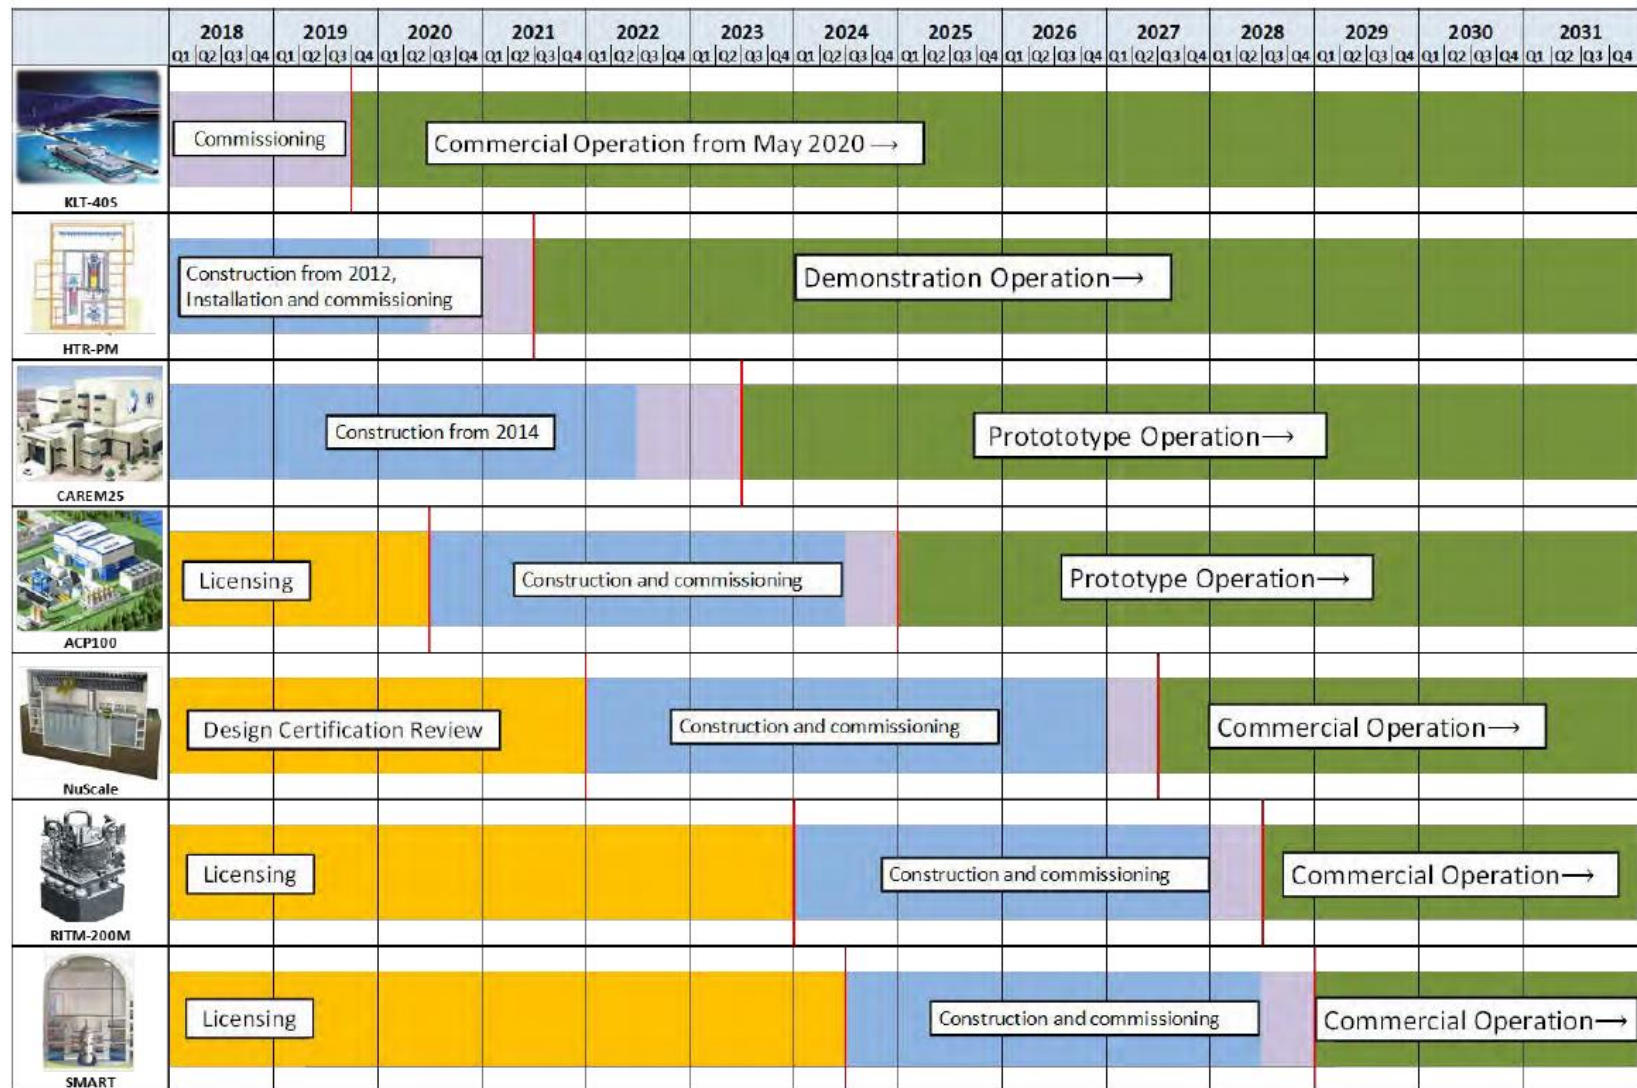 2018 2019 2020 2021 2022 2023 2024 2025 2026 2027 2028 2029 2030 2031
Q1 Q2 Q3 Q4 Q1 Q2 Q3 Q4 Q1 Q2 Q3 Q4 Q1 Q2 Q3 Q4 Q1 Q2 Q3 Q4 Q1 Q2 Q3 Q4 Q1 Q2 Q3 Q4 Q1 Q2 Q3 Q4 Q1 Q2 Q3 Q4 Q1 Q2 Q3 Q4 Q1 Q2 Q3 Q4 Q1 Q2 Q3 Q4 Q1 Q2 Q3 Q4 Q1 Q2 Q3 Q4
Commissioning
Commercial Operation from May 2020→
KLT-40S
Construction from 2012,
Installation and commissioning
Demonstration Operation→
HTR-PM
Construction from 2014
Protototype Operation→
CAREM25
Licensing
Construction and commissioning
Prototype Operation→
ACP100
Design Certification Review
Construction and commissioning
Commercial Operation→
NuScale
Licensing
Construction and commissioning
Commercial Operation→
RITM-200M
Licensing
Construction and commissioning
Commercial Operation→
SMART